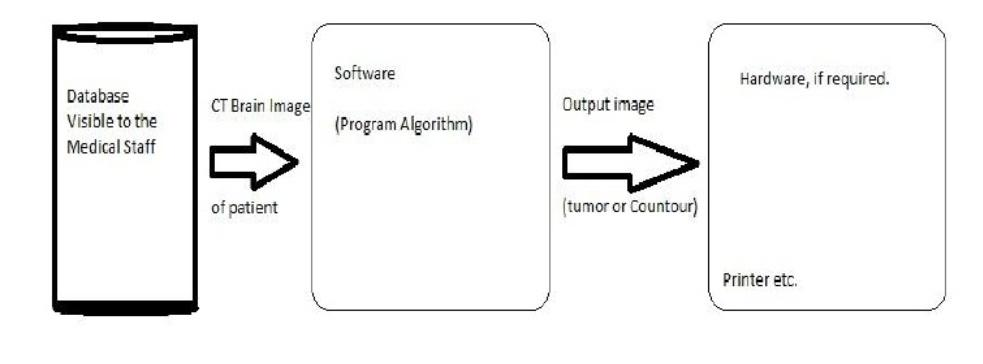 Database
Visible to the
Medical Staff
CT Brain Image
of patient
Software
(Program Algorithm)
Output image
(tumor or Countour)
Hardware, if required.
Printer etc.